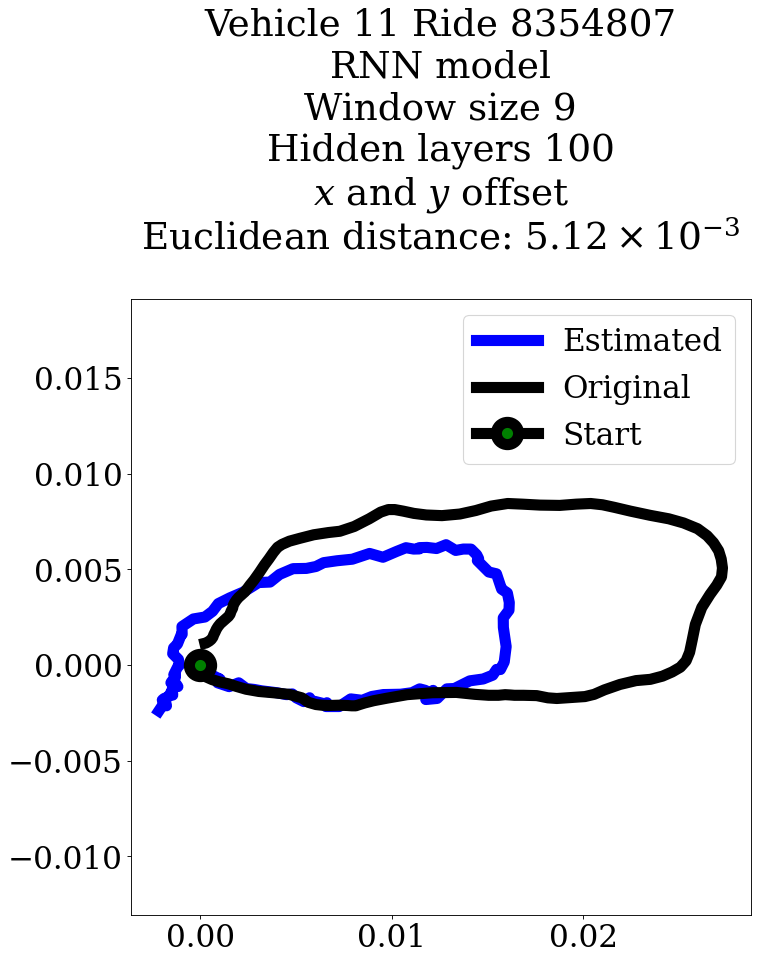 Vehicle 11 Ride 8354807
RNN model
Window size 9
Hidden layers 100
x and y offset
Euclidean distance: 5.12 × 10⁻³
Estimated
Original
Start
0.015
0.010
0.005
0.000
−0.005
−0.010
0.00 0.01 0.02